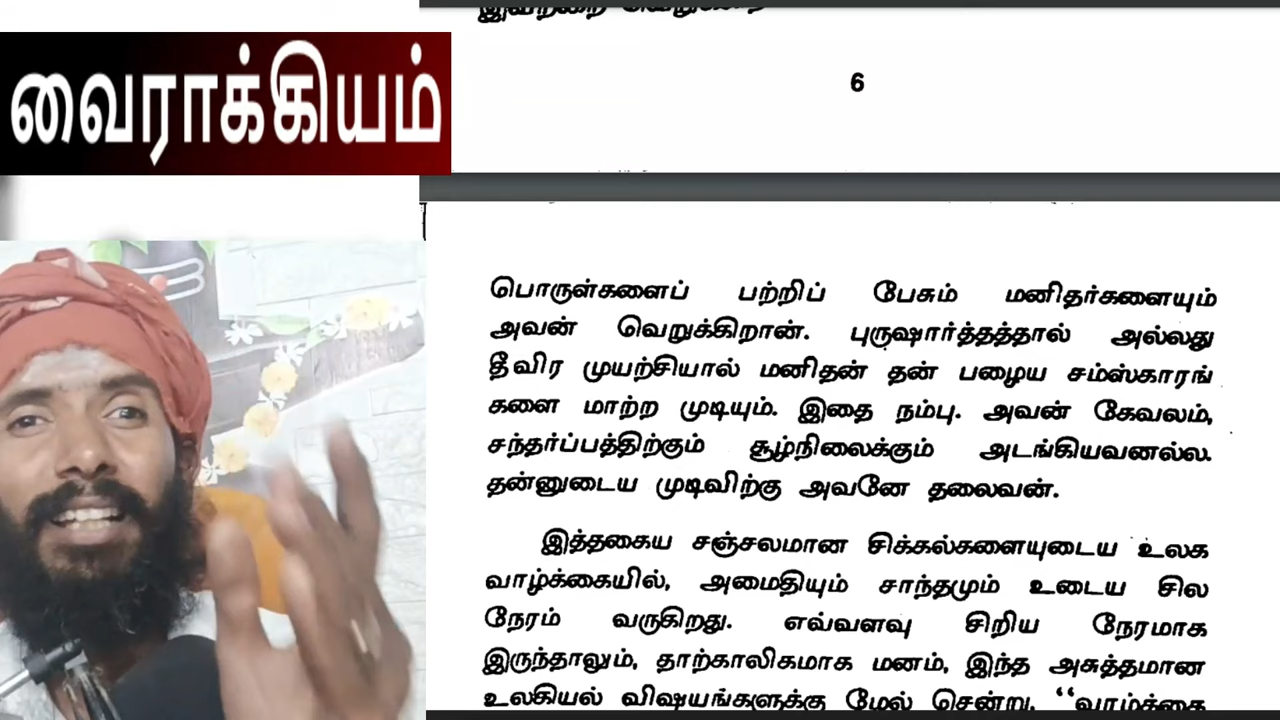 வைராக்கியம்
6
பொருள்களைப் பற்றிப் பேசும் மனிதர்களையும்
அவன் வெறுக்கிறான். புருஷார்த்தத்தால் அல்லது
தீவிர முயற்சியால் மனிதன் தன் பழைய சம்ஸ்காரங்
களை மாற்ற முடியும். இதை நம்பு. அவன் கேவலம்,
சந்தர்ப்பத்திற்கும் சூழ்நிலைக்கும் அடங்கியவனல்ல.
தன்னுடைய முடிவிற்கு அவனே தலைவன்.
இத்தகைய சஞ்சலமான சிக்கல்களையுடைய உலக
வாழ்க்கையில், அமைதியும் சாந்தமும் உடைய சில
நேரம் வருகிறது. எவ்வளவு சிறிய நேரமாக
இருந்தாலும், தாற்காலிகமாக மனம், இந்த அசுத்தமான
உலகியல் விஷயங்களுக்கு மேல் சென்று, “வாழ்க்கை